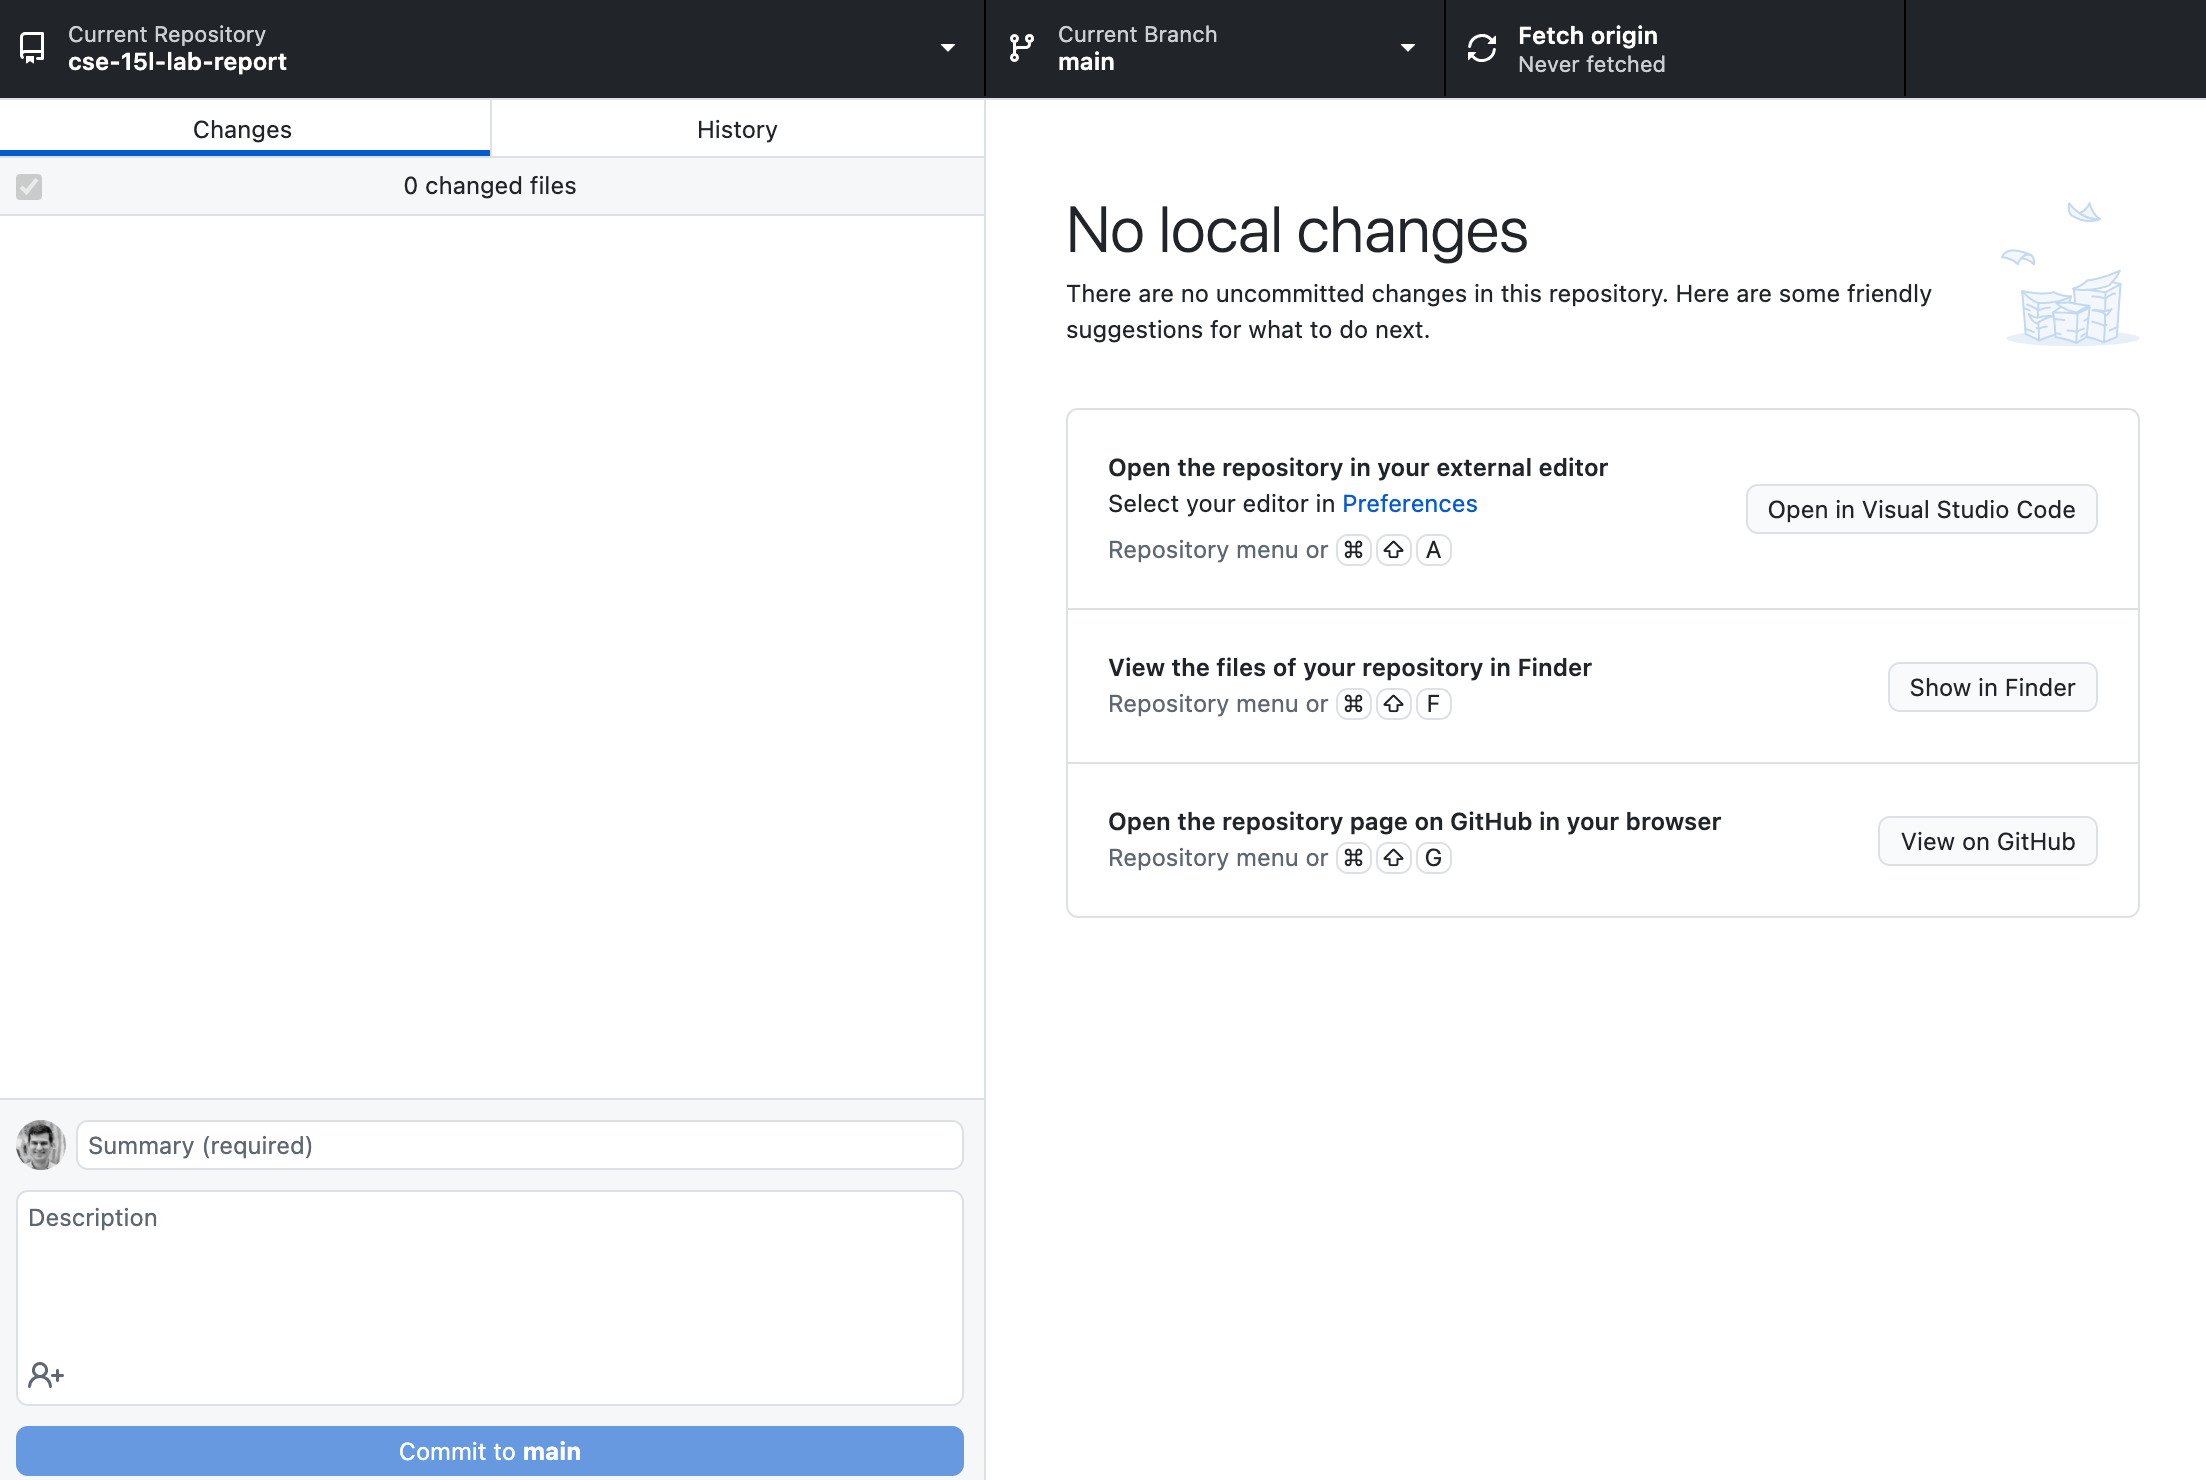 Current Repository
cse-15l-lab-report
Current Branch
main
Fetch origin
Never fetched
Changes
History
0 changed files
No local changes
There are no uncommitted changes in this repository. Here are some friendly
suggestions for what to do next.
Open the repository in your external editor
Select your editor in Preferences
Repository menu or ⌘ ⇧ A
Open in Visual Studio Code
View the files of your repository in Finder
Repository menu or ⌘ ⇧ F
Show in Finder
Open the repository page on GitHub in your browser
Repository menu or ⌘ ⇧ G
View on GitHub
Summary (required)
Description
Commit to main